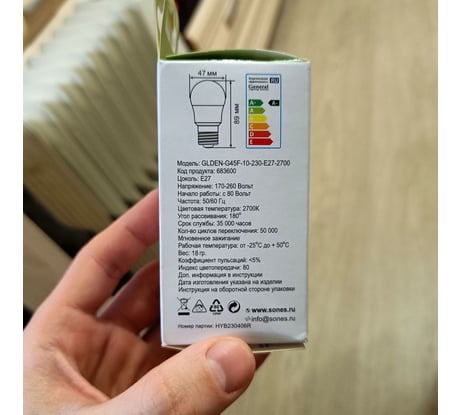 47 мм
89 мм
RU
General
A+
A+
A
Модель: GLDEN-G45F-10-230-E27-2700
Код продукта: 683600
Цоколь: E27
Напряжение: 170-260 Вольт
Начало работы: с 80 Вольт
Частота: 50/60 Гц
Цветовая температура: 2700K
Угол рассеивания: 180°
Срок службы: 35 000 часов
Кол-во циклов переключения: 50 000
Мгновенное зажигание
Рабочая температура: от -25°C до + 50°C
Вес: 18 гр.
Коэффициент пульсаций: <5%
Индекс цветопередачи: 80
Доп. информация в инструкции
Дата изготовления указана на изделии
Инструкция на оборотной стороне упаковки
www.sones.ru
info@sones.ru
Номер партии: HYB230406R